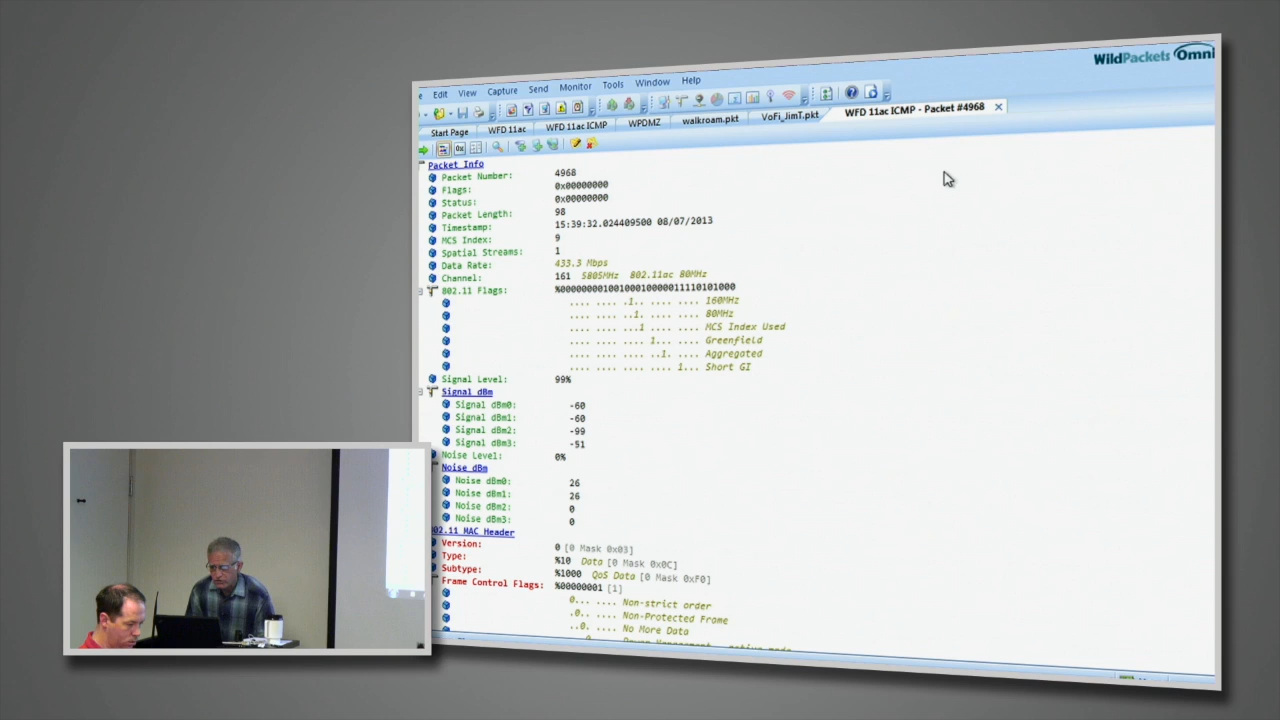 WildPackets Omni
Edit View Capture Send Monitor Tools Window Help
Start Page WFD 11ac WFD 11ac ICMP WPDMZ walkroam.pkt VoFi_JimT.pkt WFD 11ac ICMP - Packet #4968
Packet Info
Packet Number: 4968
Flags: 0x00000000
Status: 0x00000000
Packet Length: 98
Timestamp: 15:39:32.024409500 08/07/2013
MCS Index: 9
Spatial Streams: 1
Data Rate: 433.3 Mbps
Channel: 161 5805MHz 802.11ac 80MHz
802.11 Flags:
.... .... .1.. .... .... 160MHz
.... .... ..1. .... .... 80MHz
.... .... ...1 .... .... MCS Index Used
.... .... .... 1... .... Greenfield
.... .... .... ..1. .... Aggregated
.... .... .... .... 1... Short GI
Signal Level: 99%
Signal dBm
Signal dBm0: -60
Signal dBm1: -60
Signal dBm2: -99
Signal dBm3: -51
Noise Level: 0%
Noise dBm
Noise dBm0: 26
Noise dBm1: 26
Noise dBm2: 0
Noise dBm3: 0
02.11 MAC Header
Version: 0 [0 Mask 0x03]
Type: %10 Data [0 Mask 0x0C]
Subtype: %1000 QoS Data [0 Mask 0xF0]
Frame Control Flags: %00000001 [1]
0... .... Non-strict order
.0.. .... Non-Protected Frame
..0. .... No More Data